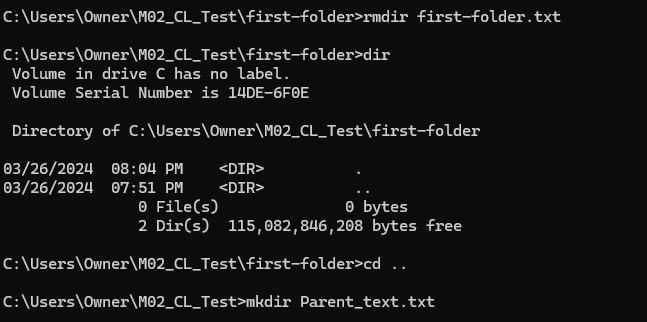 C:\Users\Owner\M02_CL_Test\first-folder>rmdir first-folder.txt
C:\Users\Owner\M02_CL_Test\first-folder>dir
Volume in drive C has no label.
Volume Serial Number is 14DE-6F0E
Directory of C:\Users\Owner\M02_CL_Test\first-folder
03/26/2024  08:04 PM    <DIR>          .
03/26/2024  07:51 PM    <DIR>          ..
0 File(s)              0 bytes
2 Dir(s)  115,082,846,208 bytes free
C:\Users\Owner\M02_CL_Test\first-folder>cd ..
C:\Users\Owner\M02_CL_Test>mkdir Parent_text.txt